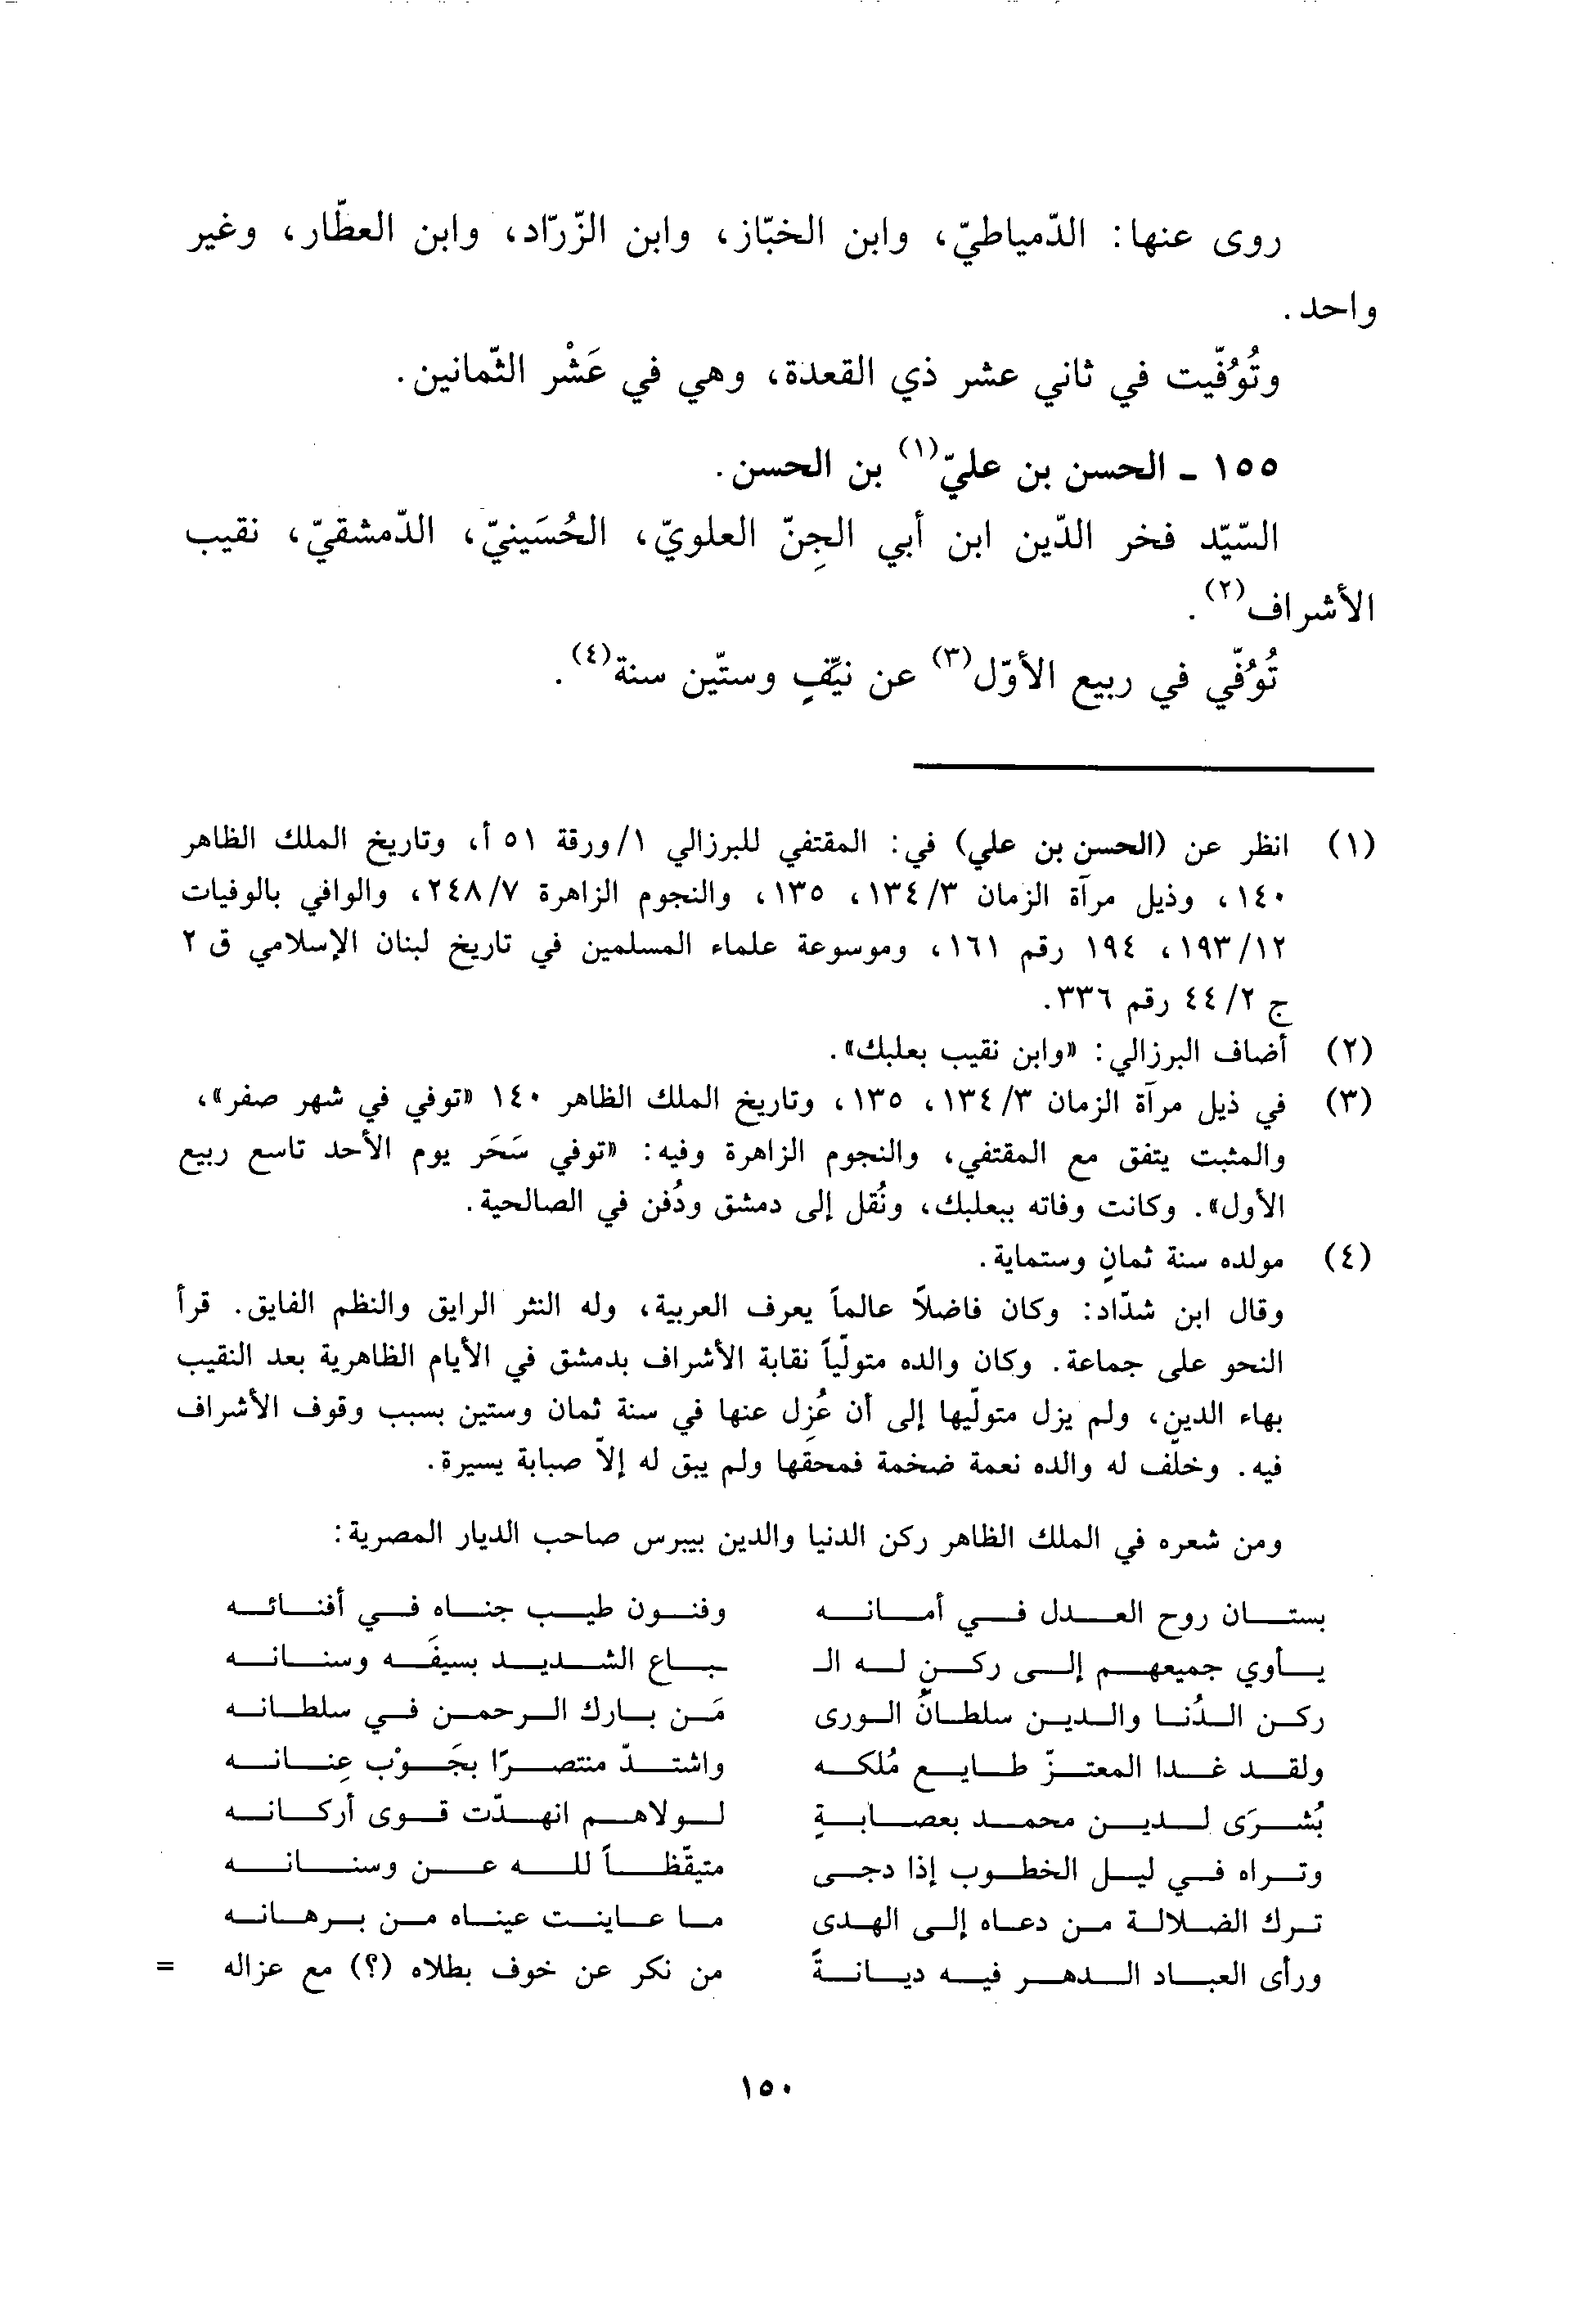 روى عنها: الدّمياطيّ، وابن الخبّاز، وابن الزّرّاد، وابن العطّار، وغير
واحد.
وتُوُفّيت في ثاني عشر ذي القعدة، وهي في عَشْر الثّمانين.
١٥٥ ـ الحسن بن عليّ(١) بن الحسن.
السّيّد فخر الدّين ابن أبي الجِنّ العلويّ، الحُسَينيّ، الدّمشقيّ، نقيب
الأشراف(٢).
تُوُفّي في ربيع الأوّل(٣) عن نيّفٍ وستّين سنة(٤).
(١) انظر عن (الحسن بن علي) في: المقتفي للبرزالي ١/ورقة ٥١ أ، وتاريخ الملك الظاهر
١٤٠، وذيل مرآة الزمان ٣/١٣٤، ١٣٥، والنجوم الزاهرة ٧/٢٤٨، والوافي بالوفيات
١٢/١٩٣، ١٩٤ رقم ١٦١، وموسوعة علماء المسلمين في تاريخ لبنان الإسلامي ق ٢
ج ٢/٤٤ رقم ٣٣٦.
(٢) أضاف البرزالي: «وابن نقيب بعلبك».
(٣) في ذيل مرآة الزمان ٣/١٣٤، ١٣٥، وتاريخ الملك الظاهر ١٤٠ «توفي في شهر صفر»،
والمثبت يتفق مع المقتفي، والنجوم الزاهرة وفيه: «توفي سَحَر يوم الأحد تاسع ربيع
الأول». وكانت وفاته ببعلبك، ونُقل إلى دمشق ودُفن في الصالحية.
(٤) مولده سنة ثمانٍ وستماية.
وقال ابن شدّاد: وكان فاضلاً عالماً يعرف العربية، وله النثر الرايق والنظم الفايق. قرأ
النحو على جماعة. وكان والده متولّياً نقابة الأشراف بدمشق في الأيام الظاهرية بعد النقيب
بهاء الدين، ولم يزل متولّيها إلى أن عُزِل عنها في سنة ثمان وستين بسبب وقوف الأشراف
فيه. وخلّف له والده نعمة ضخمة فمحقها ولم يبق له إلاّ صبابة يسيرة.
ومن شعره في الملك الظاهر ركن الدنيا والدين بيبرس صاحب الديار المصرية:
بستان روح العدل في أمانه وفنون طيب جناه في أفنائه
يأوي جميعهم إلى ركنٍ له الـ ـباع الشديد بسيفَه وسنانه
ركن الدُنا والدين سلطانُ الورى مَن بارك الرحمن في سلطانه
ولقد غدا المعتزّ طايع مُلكه واشتدّ منتصرًا بجَوْب عِنانه
بُشرَى لدين محمد بعصابةٍ لولاهم انهدّت قوى أركانه
وتراه في ليل الخطوب إذا دجى متيقّظاً لله عن وسنانه
ترك الضلالة من دعاه إلى الهدى ما عاينت عيناه من برهانه
ورأى العباد الدهر فيه ديانةً من نكر عن خوف بطلاه (؟) مع عزاله =
١٥٠